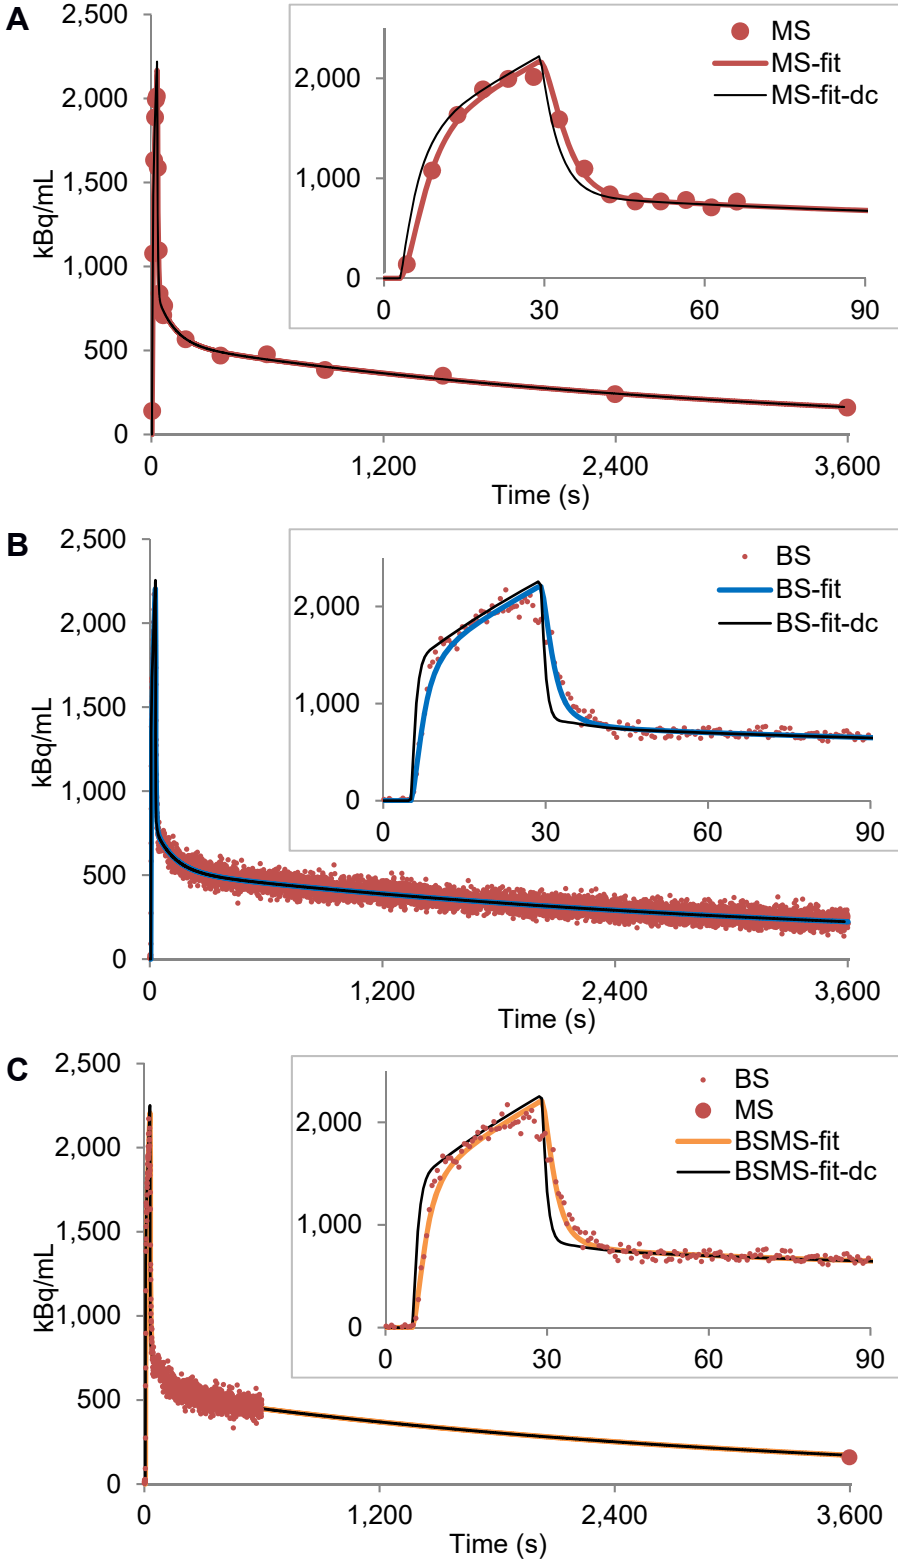 A
2,500
2,000
1,500
1,000
500
0
kBq/mL
0 1,200 2,400 3,600
Time (s)
2,000
1,000
0
0 30 60 90
MS
MS-fit
MS-fit-dc
B
2,500
2,000
1,500
1,000
500
0
kBq/mL
0 1,200 2,400 3,600
Time (s)
2,000
1,000
0
0 30 60 90
BS
BS-fit
BS-fit-dc
C
2,500
2,000
1,500
1,000
500
0
kBq/mL
0 1,200 2,400 3,600
Time (s)
2,000
1,000
0
0 30 60 90
BS
MS
BSMS-fit
BSMS-fit-dc